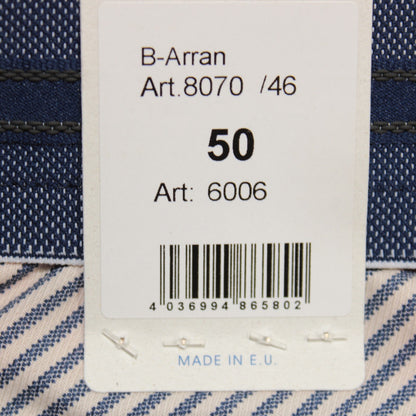 B-Arran
Art.8070 /46
50
Art: 6006
4 036994 865802
MADE IN E.U.